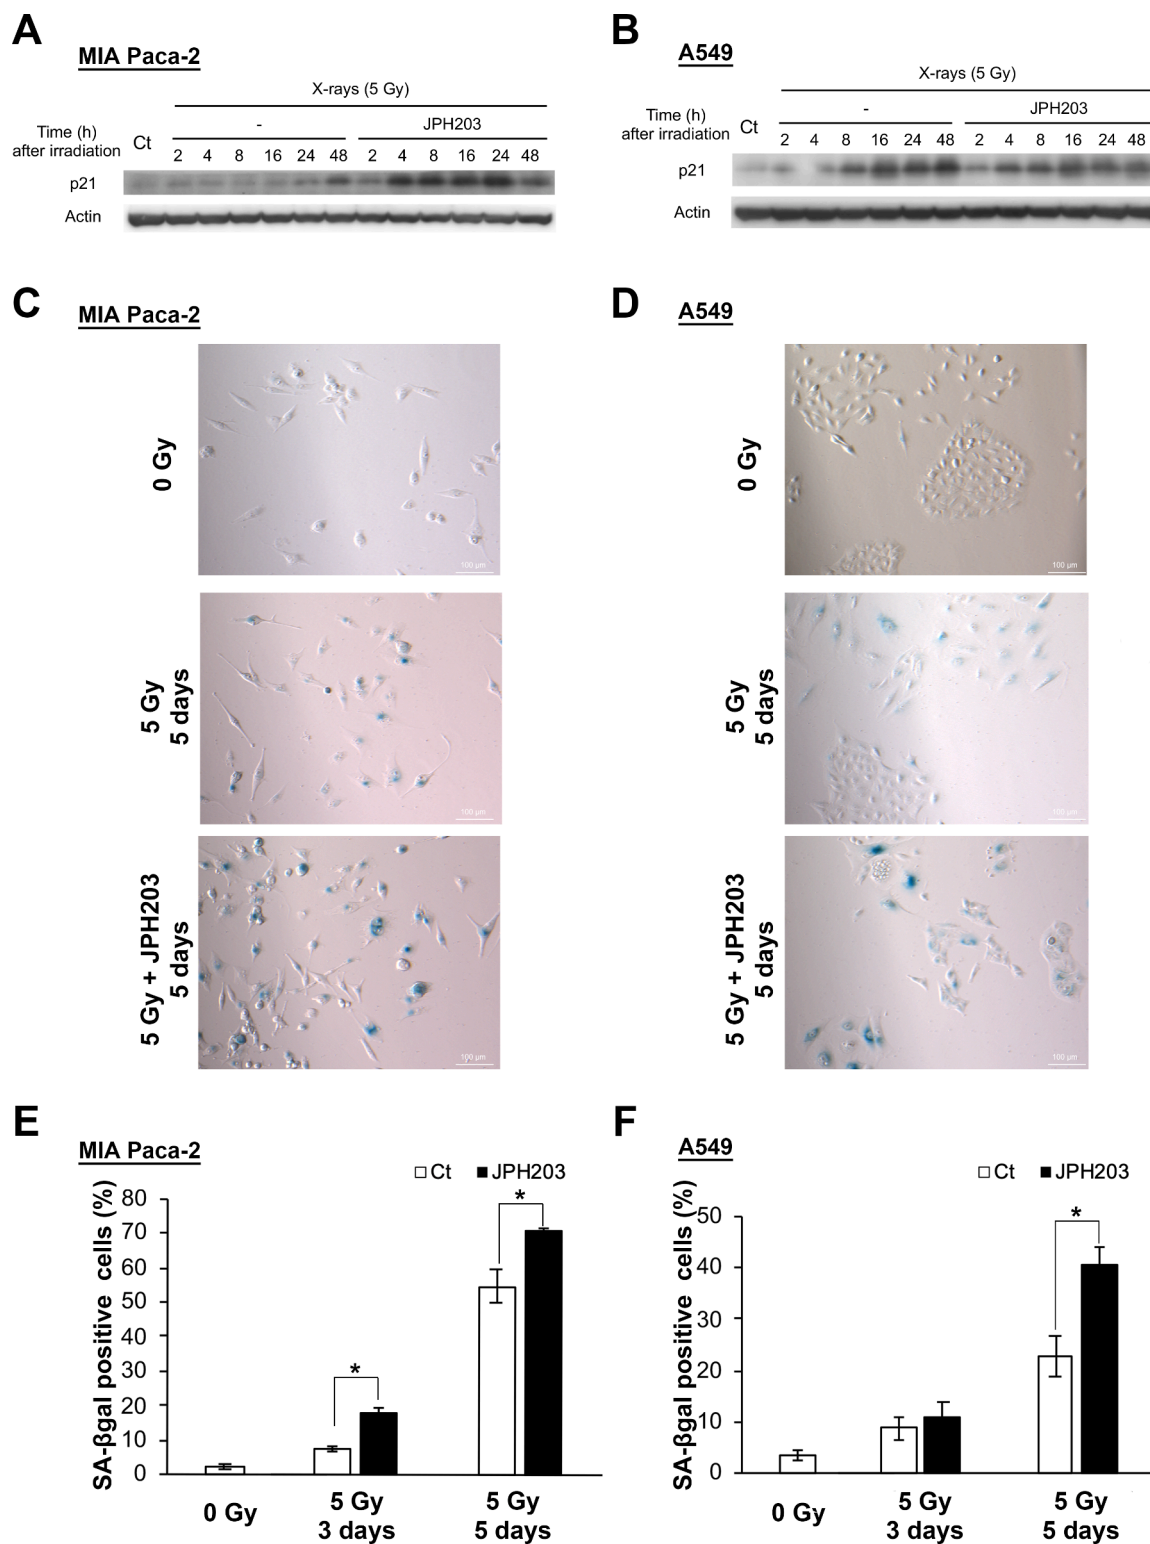 A
MIA Paca-2
X-rays (5 Gy)
-
JPH203
Time (h)
after irradiation
Ct
2 4 8 16 24 48 2 4 8 16 24 48
p21
Actin
B
A549
X-rays (5 Gy)
-
JPH203
Time (h)
after irradiation
Ct
2 4 8 16 24 48 2 4 8 16 24 48
p21
Actin
C
MIA Paca-2
0 Gy
100 μm
5 Gy
5 days
100 μm
5 Gy + JPH203
5 days
100 μm
D
A549
0 Gy
100 μm
5 Gy
5 days
100 μm
5 Gy + JPH203
5 days
100 μm
E
MIA Paca-2
Ct JPH203
SA-βgal positive cells (%)
80
70
60
50
40
30
20
10
0
*
*
0 Gy
5 Gy
3 days
5 Gy
5 days
F
A549
Ct JPH203
SA-βgal positive cells (%)
50
40
30
20
10
0
*
0 Gy
5 Gy
3 days
5 Gy
5 days